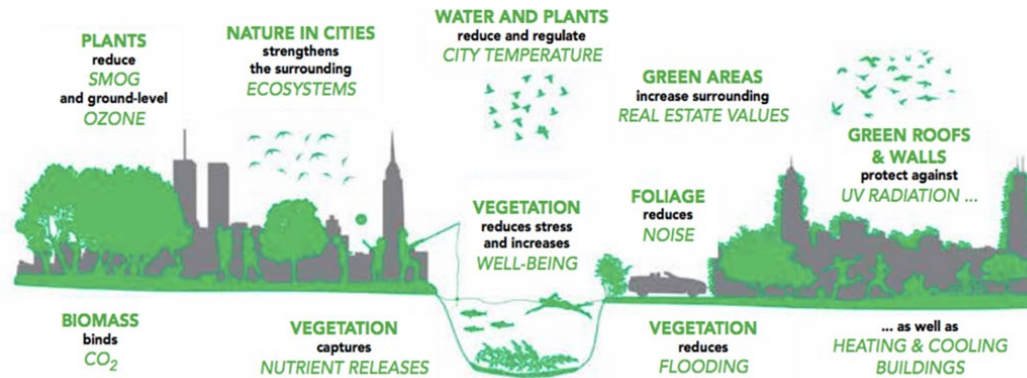 PLANTS
reduce
SMOG
and ground-level
OZONE
NATURE IN CITIES
strengthens
the surrounding
ECOSYSTEMS
WATER AND PLANTS
reduce and regulate
CITY TEMPERATURE
GREEN AREAS
increase surrounding
REAL ESTATE VALUES
GREEN ROOFS
& WALLS
protect against
UV RADIATION ...
VEGETATION
reduces stress
and increases
WELL-BEING
FOLIAGE
reduces
NOISE
BIOMASS
binds
CO₂
VEGETATION
captures
NUTRIENT RELEASES
VEGETATION
reduces
FLOODING
... as well as
HEATING & COOLING
BUILDINGS